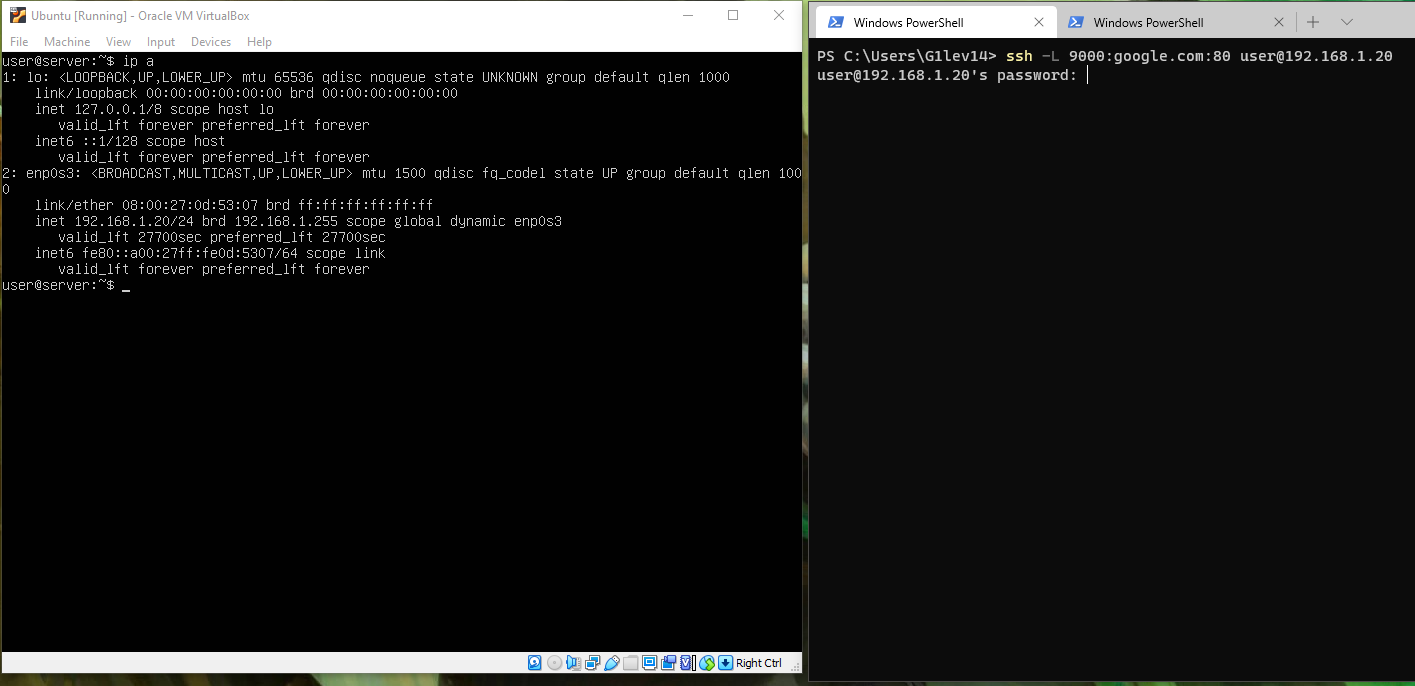 Ubuntu [Running] - Oracle VM VirtualBox
File Machine View Input Devices Help
user@server:~$ ip a
1: lo: <LOOPBACK,UP,LOWER_UP> mtu 65536 qdisc noqueue state UNKNOWN group default qlen 1000
    link/loopback 00:00:00:00:00:00 brd 00:00:00:00:00:00
    inet 127.0.0.1/8 scope host lo
       valid_lft forever preferred_lft forever
    inet6 ::1/128 scope host
       valid_lft forever preferred_lft forever
2: enp0s3: <BROADCAST,MULTICAST,UP,LOWER_UP> mtu 1500 qdisc fq_codel state UP group default qlen 100
0
    link/ether 08:00:27:0d:53:07 brd ff:ff:ff:ff:ff:ff
    inet 192.168.1.20/24 brd 192.168.1.255 scope global dynamic enp0s3
       valid_lft 27700sec preferred_lft 27700sec
    inet6 fe80::a00:27ff:fe0d:5307/64 scope link
       valid_lft forever preferred_lft forever
user@server:~$ _
Right Ctrl
Windows PowerShell
Windows PowerShell
PS C:\Users\G1lev14> ssh -L 9000:google.com:80 user@192.168.1.20
user@192.168.1.20's password: